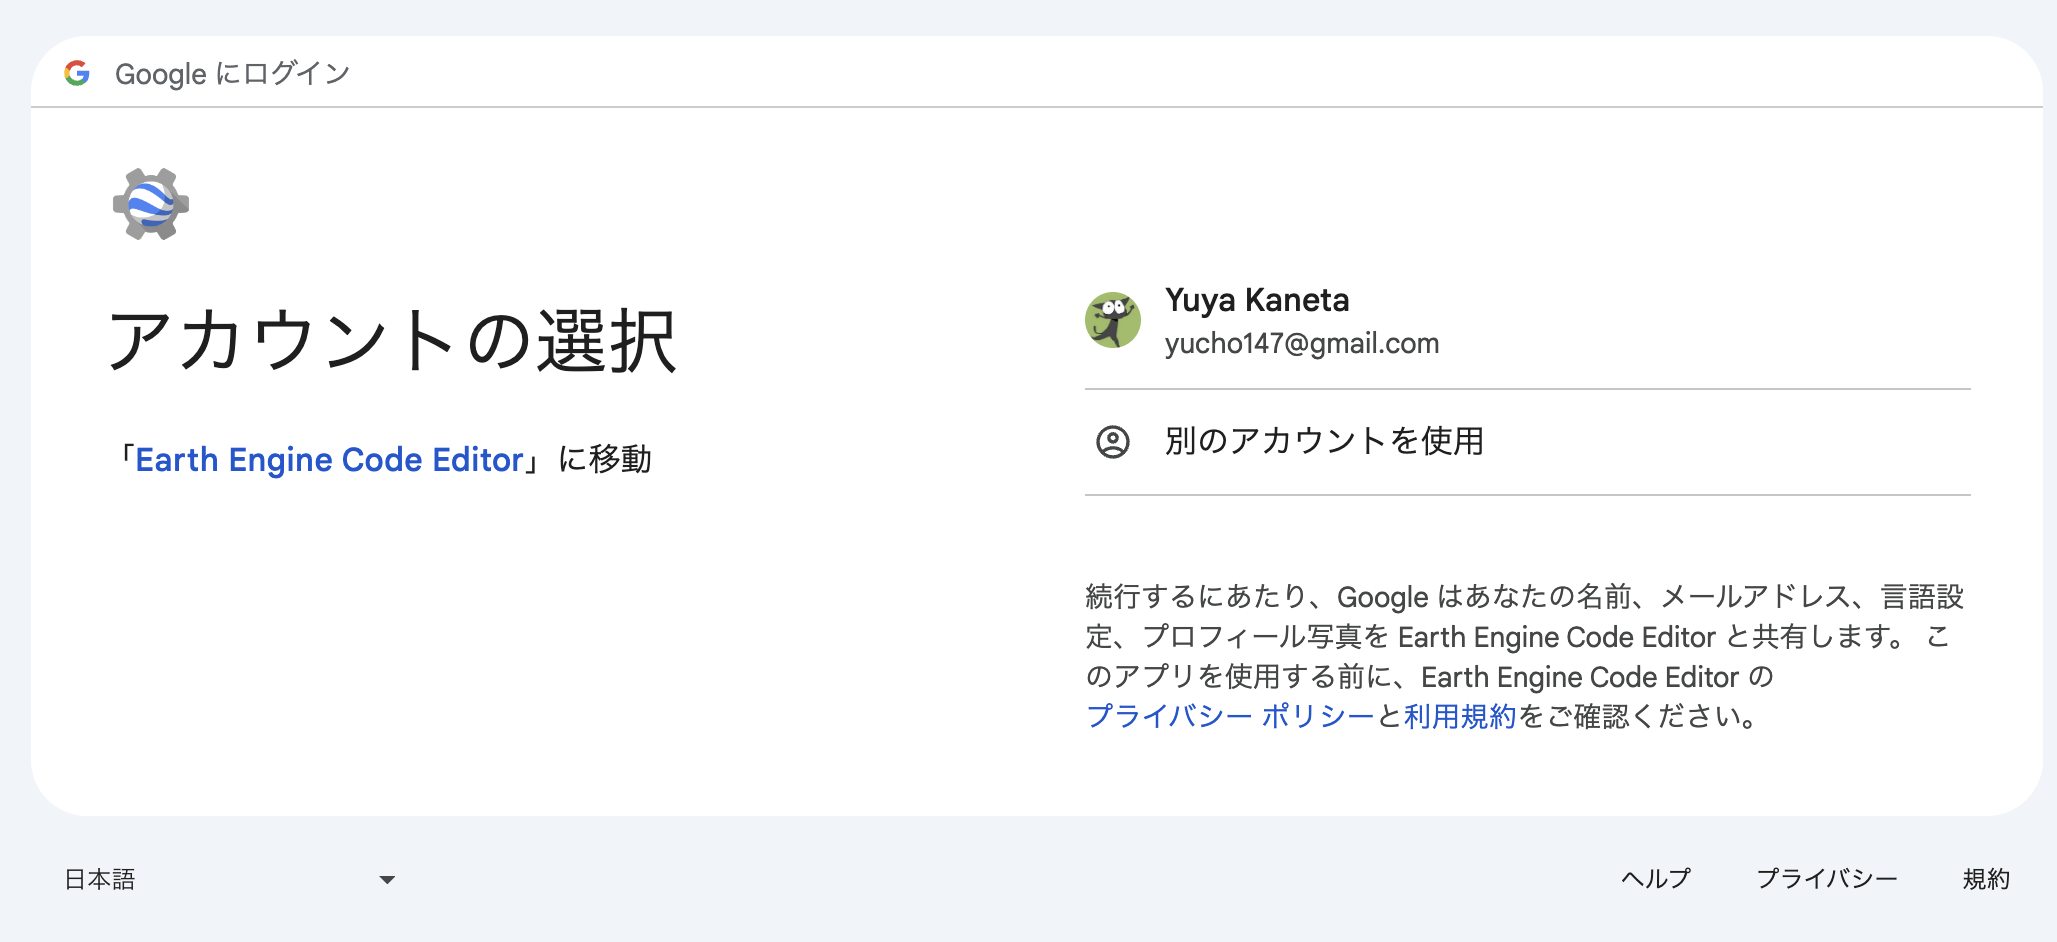 Google にログイン
アカウントの選択
「Earth Engine Code Editor」に移動
Yuya Kaneta
yucho147@gmail.com
別のアカウントを使用
続行するにあたり、Google はあなたの名前、メールアドレス、言語設
定、プロフィール写真を Earth Engine Code Editor と共有します。 こ
のアプリを使用する前に、Earth Engine Code Editor の
プライバシー ポリシーと利用規約をご確認ください。
日本語
ヘルプ
プライバシー
規約